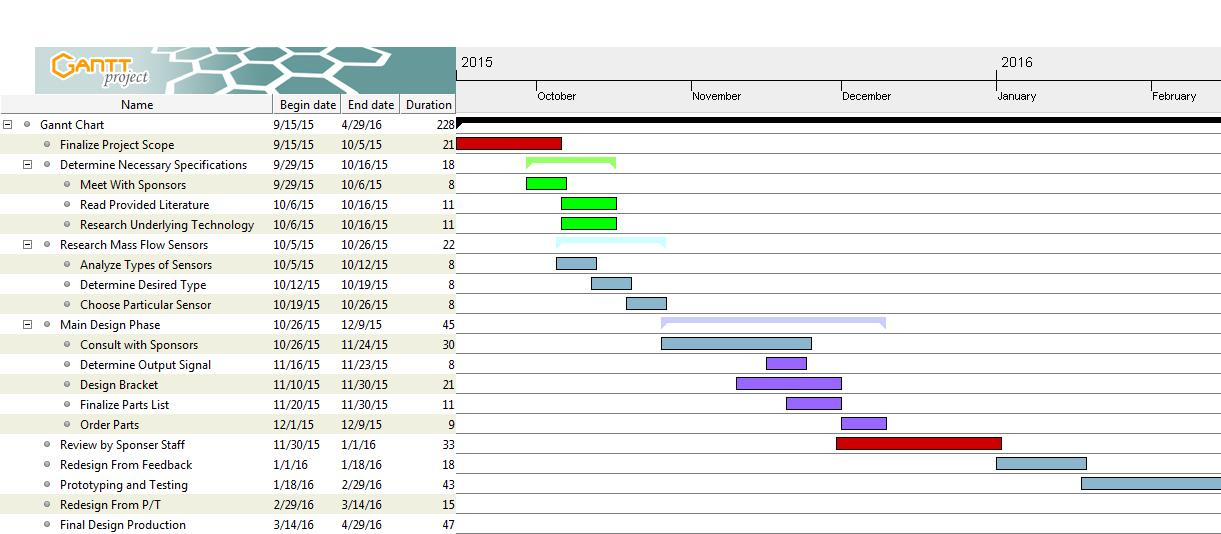 GANTT
project
2015 2016
October November December January February
Name Begin date End date Duration
Gannt Chart 9/15/15 4/29/16 228
Finalize Project Scope 9/15/15 10/5/15 21
Determine Necessary Specifications 9/29/15 10/16/15 18
Meet With Sponsors 9/29/15 10/6/15 8
Read Provided Literature 10/6/15 10/16/15 11
Research Underlying Technology 10/6/15 10/16/15 11
Research Mass Flow Sensors 10/5/15 10/26/15 22
Analyze Types of Sensors 10/5/15 10/12/15 8
Determine Desired Type 10/12/15 10/19/15 8
Choose Particular Sensor 10/19/15 10/26/15 8
Main Design Phase 10/26/15 12/9/15 45
Consult with Sponsors 10/26/15 11/24/15 30
Determine Output Signal 11/16/15 11/23/15 8
Design Bracket 11/10/15 11/30/15 21
Finalize Parts List 11/20/15 11/30/15 11
Order Parts 12/1/15 12/9/15 9
Review by Sponser Staff 11/30/15 1/1/16 33
Redesign From Feedback 1/1/16 1/18/16 18
Prototyping and Testing 1/18/16 2/29/16 43
Redesign From P/T 2/29/16 3/14/16 15
Final Design Production 3/14/16 4/29/16 47